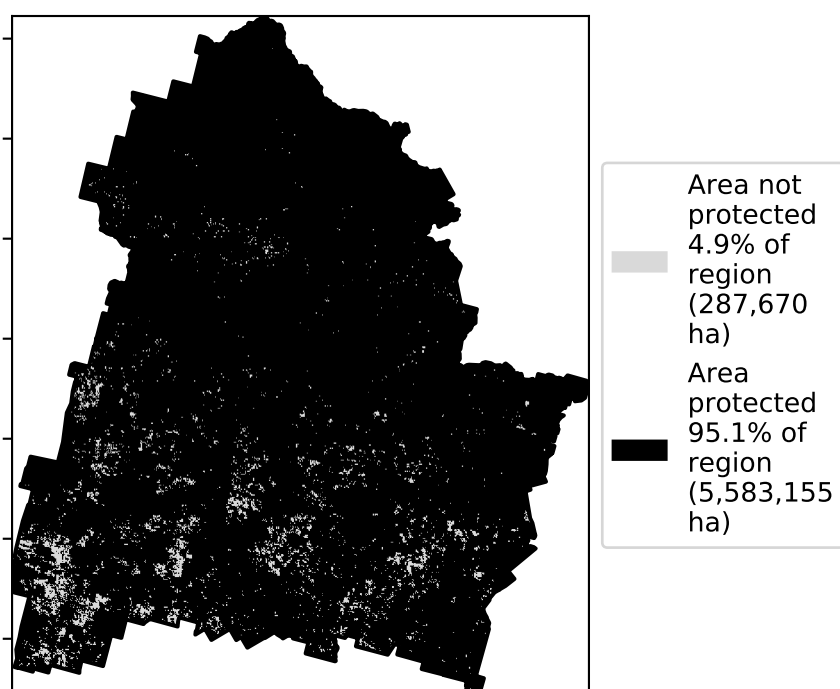 Area not
protected
4.9% of
region
(287,670
ha)
Area
protected
95.1% of
region
(5,583,155
ha)